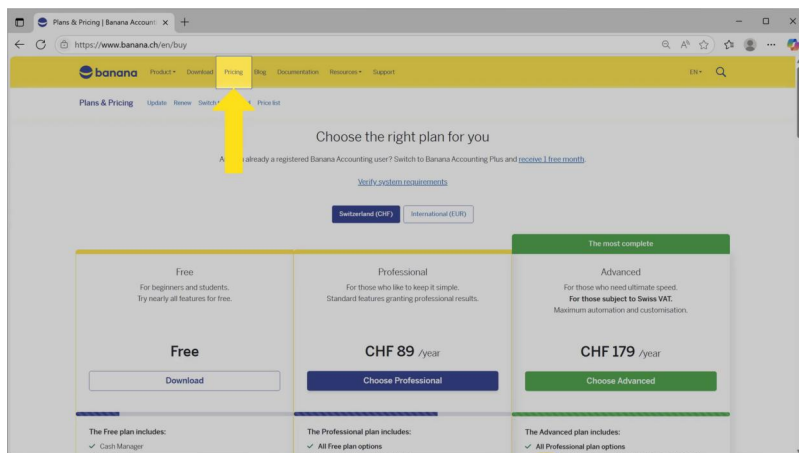 Plans & Pricing | Banana Accounti
https://www.banana.ch/en/buy
banana Product Download Pricing Blog Documentation Resources Support EN
Plans & Pricing Update Renew Switch Price list
Choose the right plan for you
already a registered Banana Accounting user? Switch to Banana Accounting Plus and receive 1 free month.
Verify system requirements
Switzerland (CHF) International (EUR)
The most complete
Free
For beginners and students.
Try nearly all features for free.
Free
Download
The Free plan includes:
Cash Manager
Professional
For those who like to keep it simple.
Standard features granting professional results.
CHF 89 /year
Choose Professional
The Professional plan includes:
All Free plan options
Advanced
For those who need ultimate speed.
For those subject to Swiss VAT.
Maximum automation and customisation.
CHF 179 /year
Choose Advanced
The Advanced plan includes:
All Professional plan options